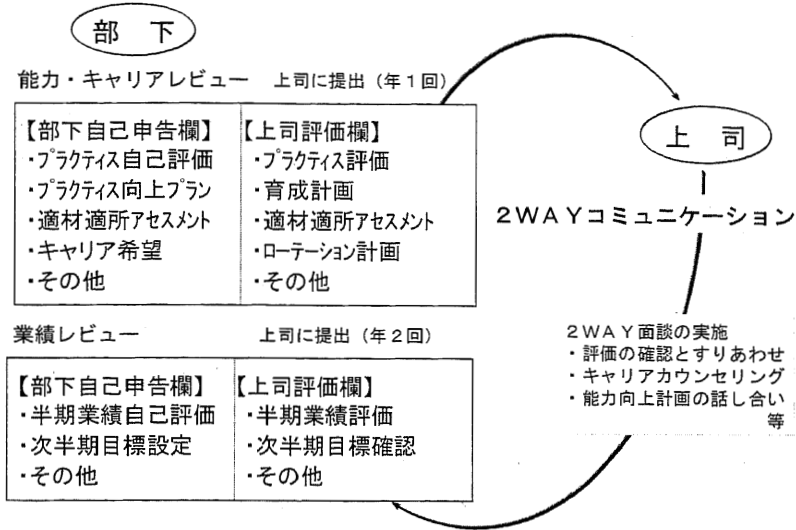 部　下
能力・キャリアレビュー　上司に提出（年１回）
【部下自己申告欄】
・プラクティス自己評価
・プラクティス向上プラン
・適材適所アセスメント
・キャリア希望
・その他
【上司評価欄】
・プラクティス評価
・育成計画
・適材適所アセスメント
・ローテーション計画
・その他
上　司
２ＷＡＹコミュニケーション
業績レビュー　上司に提出（年２回）
【部下自己申告欄】
・半期業績自己評価
・次半期目標設定
・その他
【上司評価欄】
・半期業績評価
・次半期目標確認
・その他
２ＷＡＹ面談の実施
・評価の確認とすりあわせ
・キャリアカウンセリング
・能力向上計画の話し合い
等